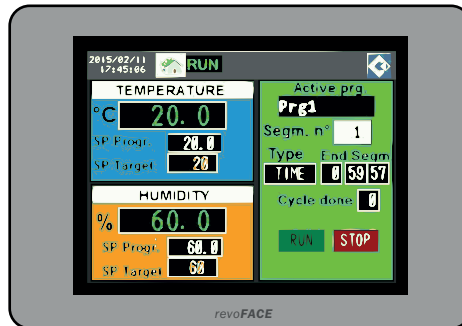 2015/02/11
17:45:06
RUN
TEMPERATURE
°C 20.0
SP Progr. 20.0
SP Target 20
HUMIDITY
% 60.0
SP Progr. 60.0
SP Target 60
Active prg
Prg1
Segm. n° 1
Type End Segm
TIME 0 59 57
Cycle done 0
RUN STOP
revoFACE